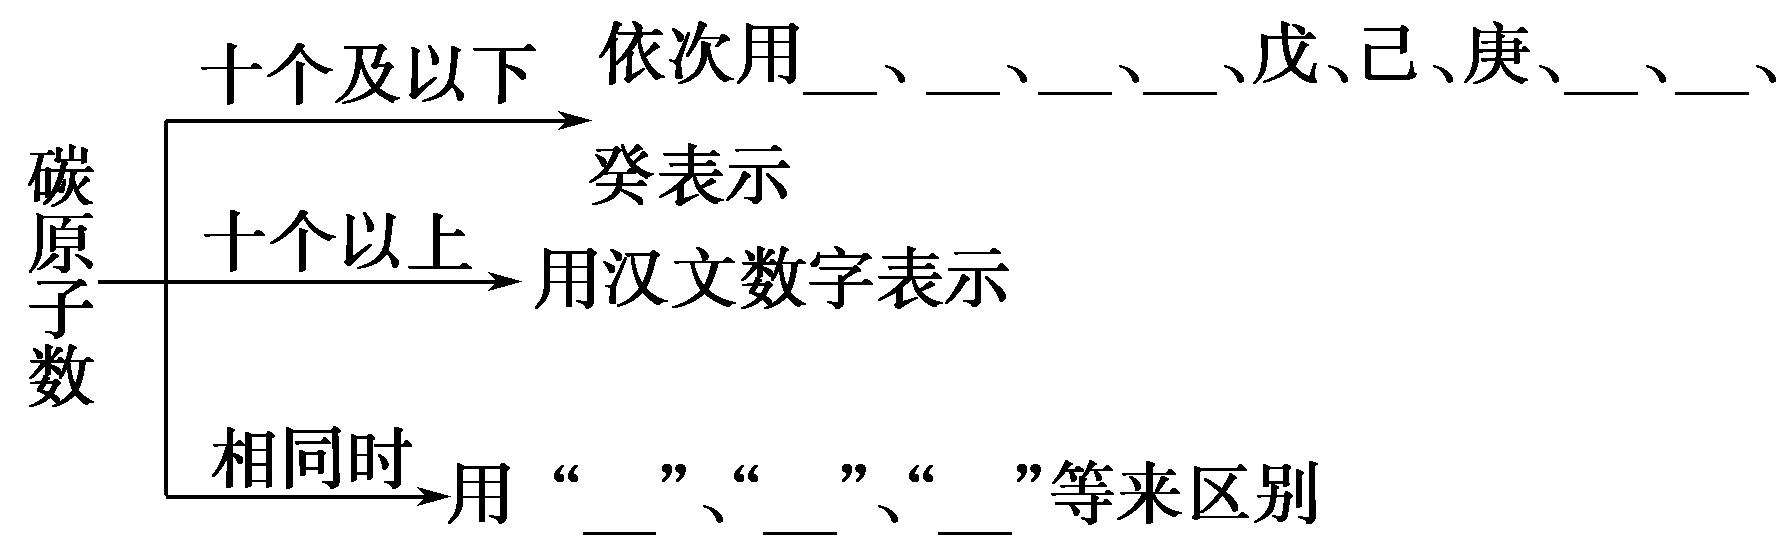 碳原子数
十个及以下
依次用__、__、__、__、戊、己、庚、__、__、
癸表示
十个以上
用汉文数字表示
相同时
用“__”、“__”、“__”等来区别